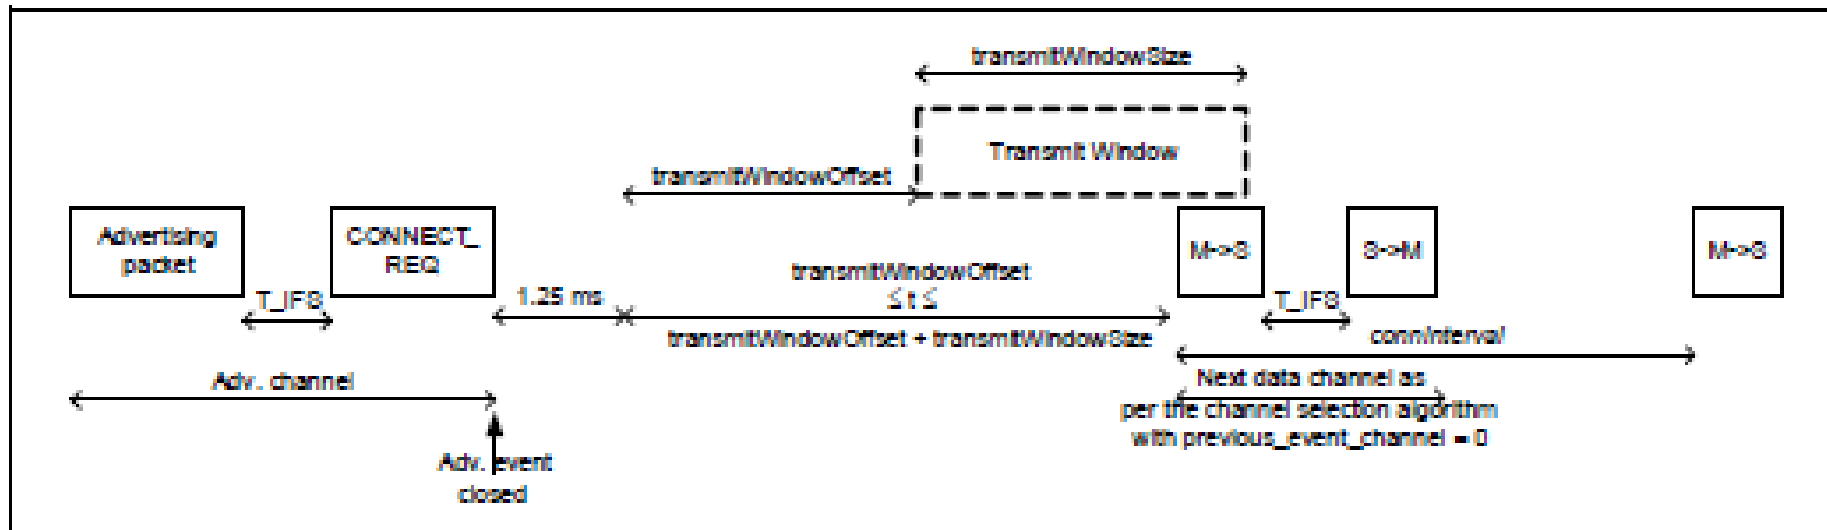 transmitWindowSize
Transmit Window
transmitWindowOffset
Advertising
packet
CONNECT_
REQ
M->S
S->M
M->S
transmitWindowOffset
≤ t ≤
transmitWindowOffset + transmitWindowSize
T_IFS
1.25 ms
T_IFS
connInterval
Adv. channel
Next data channel as
per the channel selection algorithm
with previous_event_channel = 0
Adv. event
closed